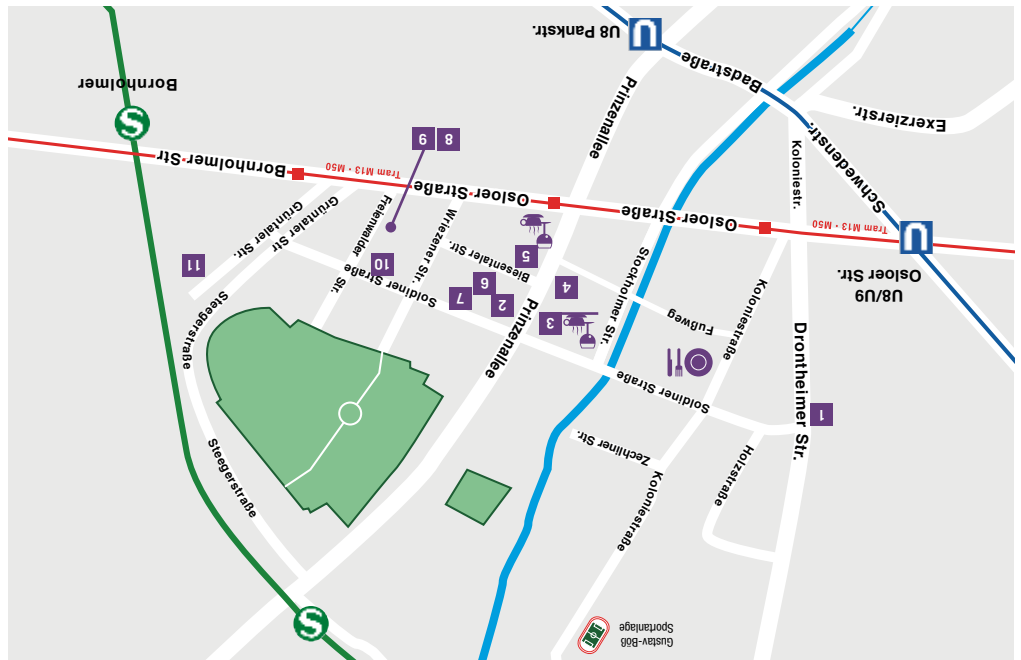 Gustav-Böß
Sportanlage
S
Koloniestraße
Holzstraße
Steegerstraße
Zechliner Str.
1
Drontheimer Str.
Soldiner Straße
Prinzenallee
Steegerstraße
3
Koloniestraße
Fußweg
Stockholmer Str.
2
7
6
4
Soldiner Straße
U8/U9
Osloer Str.
U
5
Biesentaler Str.
10
11
Wriezener Str.
Freienwalder Str.
Grüntaler Str
Grüntaler Str.
Tram M13 • M50
Osloer Straße
Osloer Straße
Tram M13 • M50
Bornholmer Str
Schwedenstr.
Koloniestr.
Prinzenallee
8
9
Exerzierstr.
S
Bornholmer
Badstraße
U
U8 Pankstr.